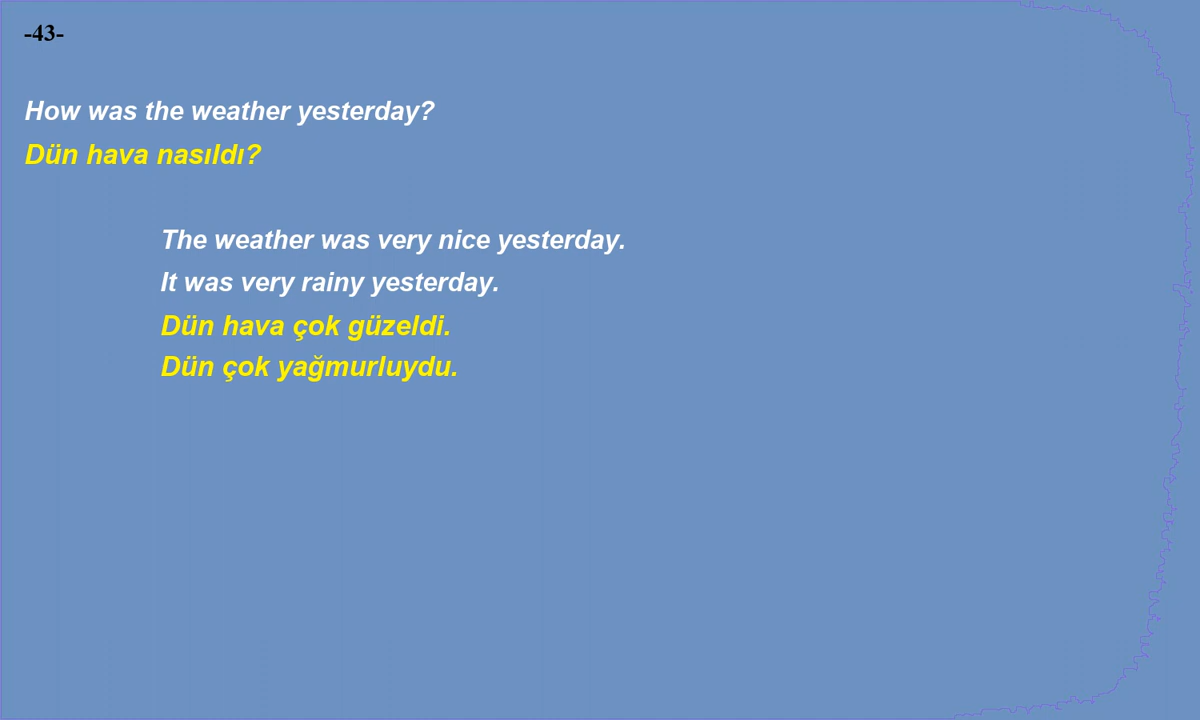 -43-
How was the weather yesterday?
Dün hava nasıldı?
The weather was very nice yesterday.
It was very rainy yesterday.
Dün hava çok güzeldi.
Dün çok yağmurluydu.